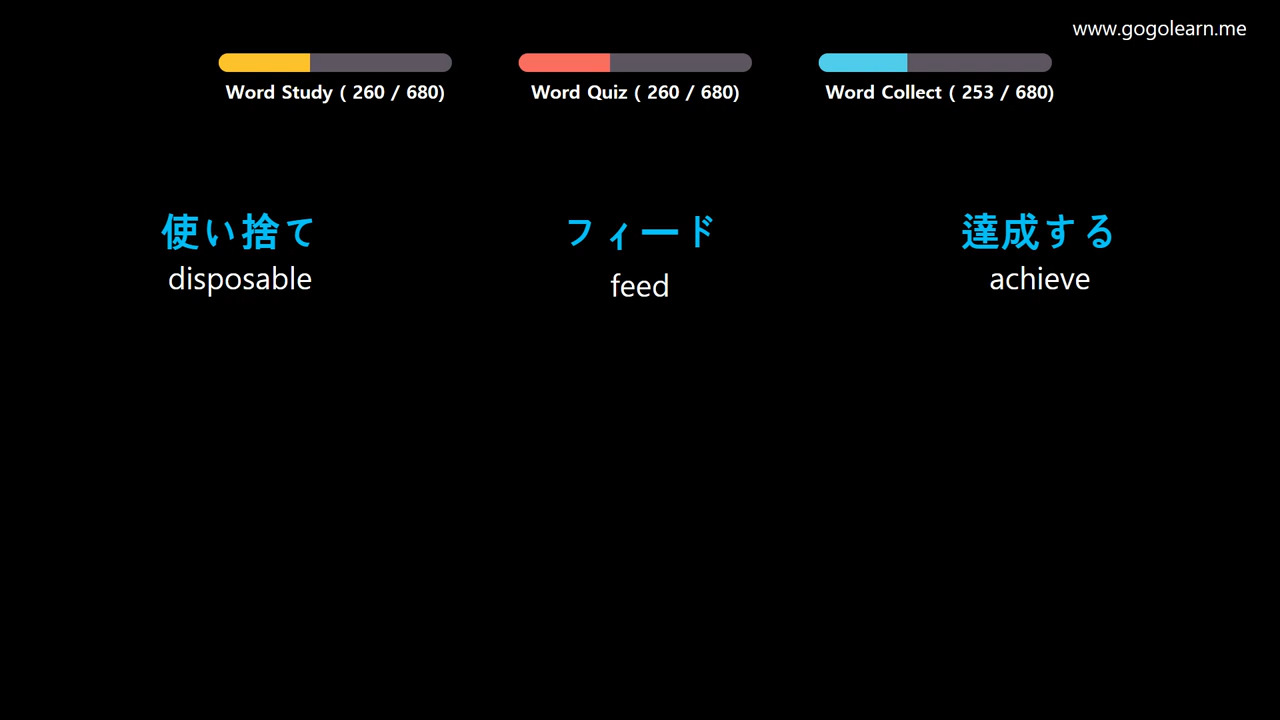 www.gogolearn.me
Word Study ( 260 / 680)
Word Quiz ( 260 / 680)
Word Collect ( 253 / 680)
使い捨て
disposable
フィード
feed
達成する
achieve